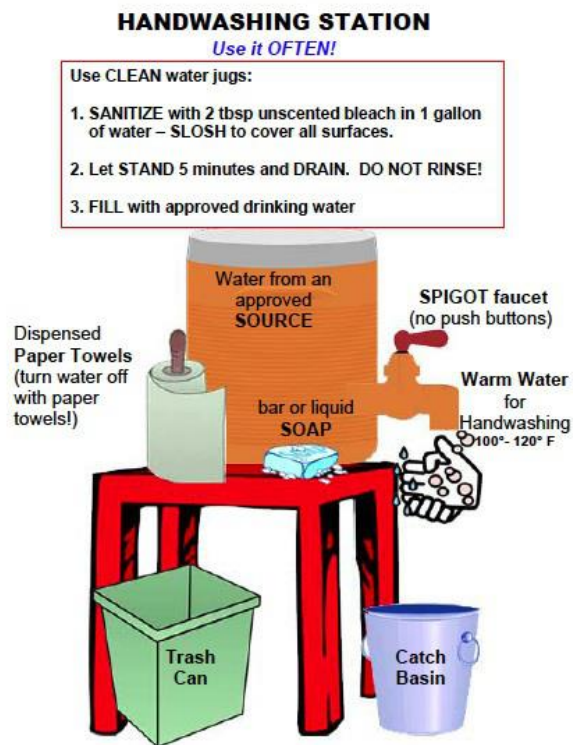 HANDWASHING STATION
Use it OFTEN!
Use CLEAN water jugs:
1. SANITIZE with 2 tbsp unscented bleach in 1 gallon
of water – SLOSH to cover all surfaces.
2. Let STAND 5 minutes and DRAIN.  DO NOT RINSE!
3. FILL with approved drinking water
Water from an
approved
SOURCE
SPIGOT faucet
(no push buttons)
Dispensed
Paper Towels
(turn water off
with paper
towels!)
Warm Water
for
Handwashing
100°- 120° F
bar or liquid
SOAP
Trash
Can
Catch
Basin